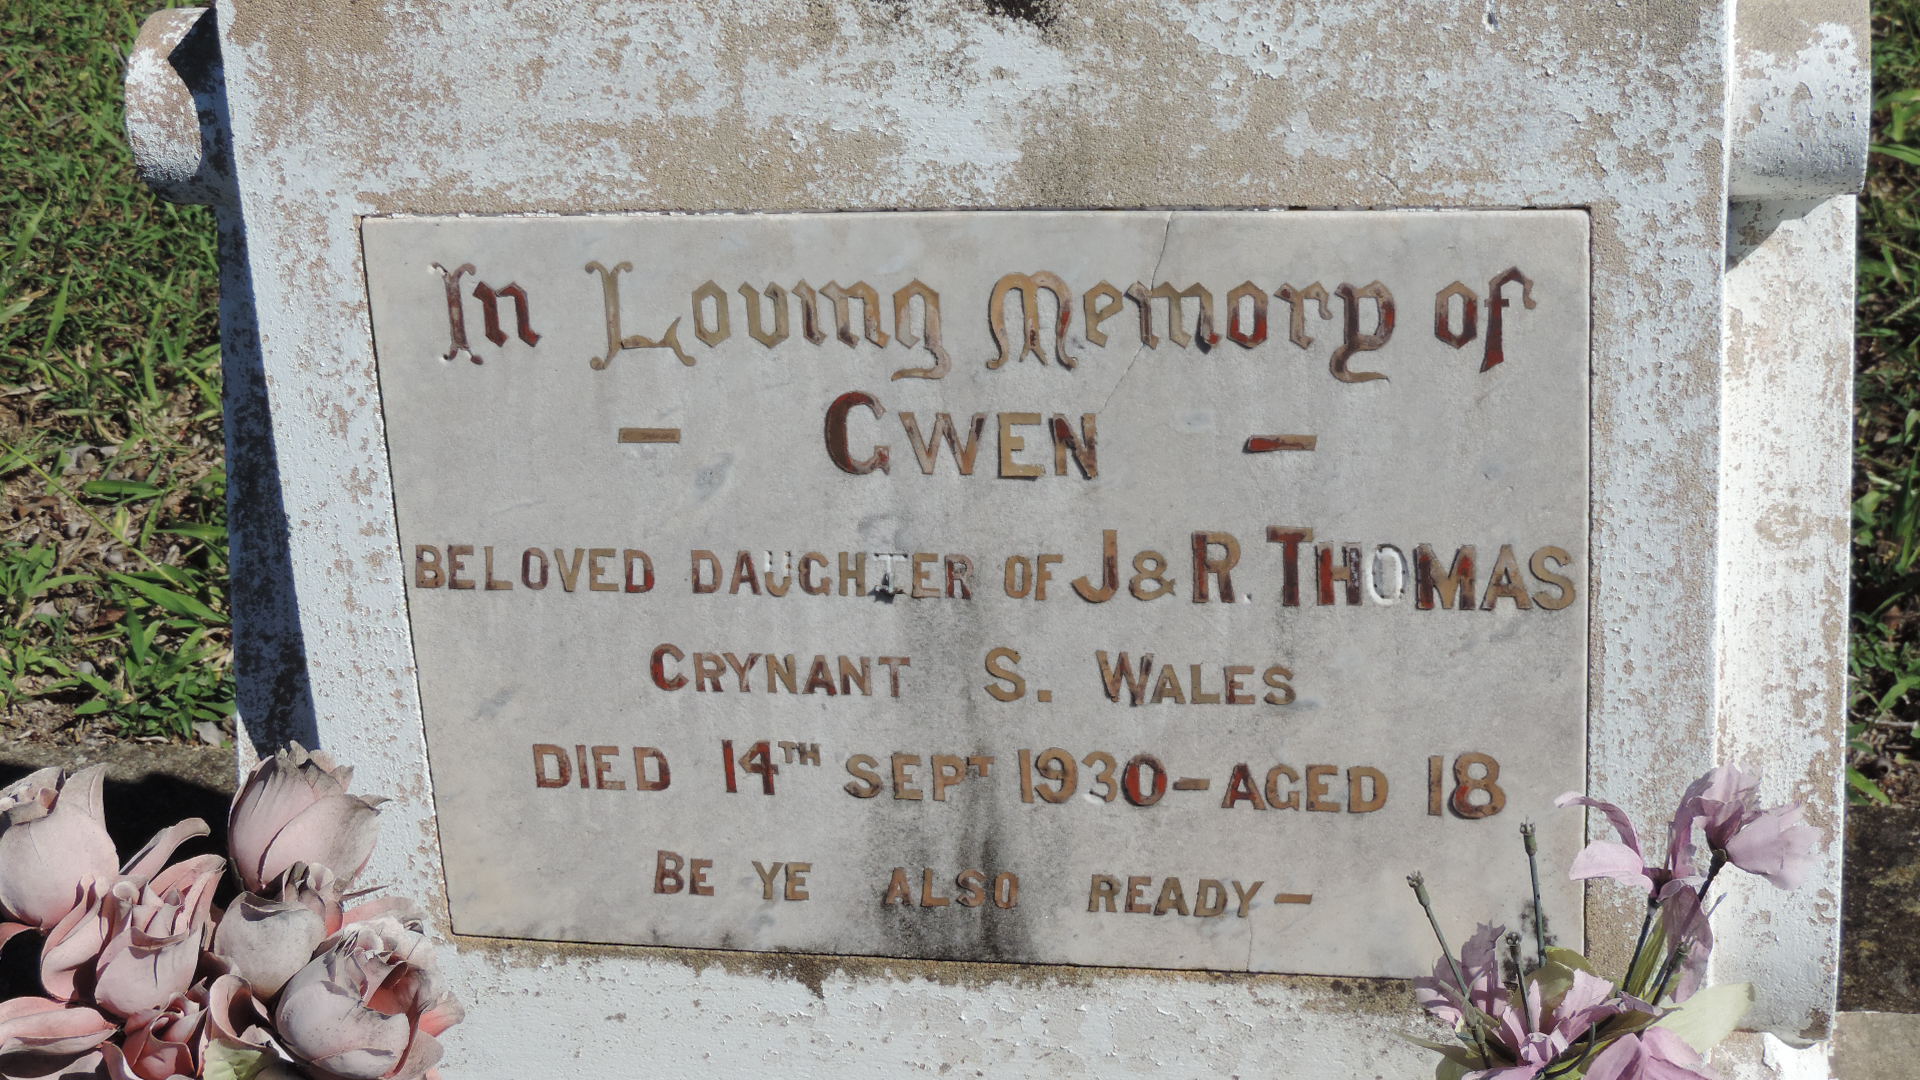 In Loving Memory of
- GWEN -
BELOVED DAUGHTER OF J & R. THOMAS
CRYNANT S. WALES
DIED 14TH SEPT 1930 - AGED 18
BE YE ALSO READY -